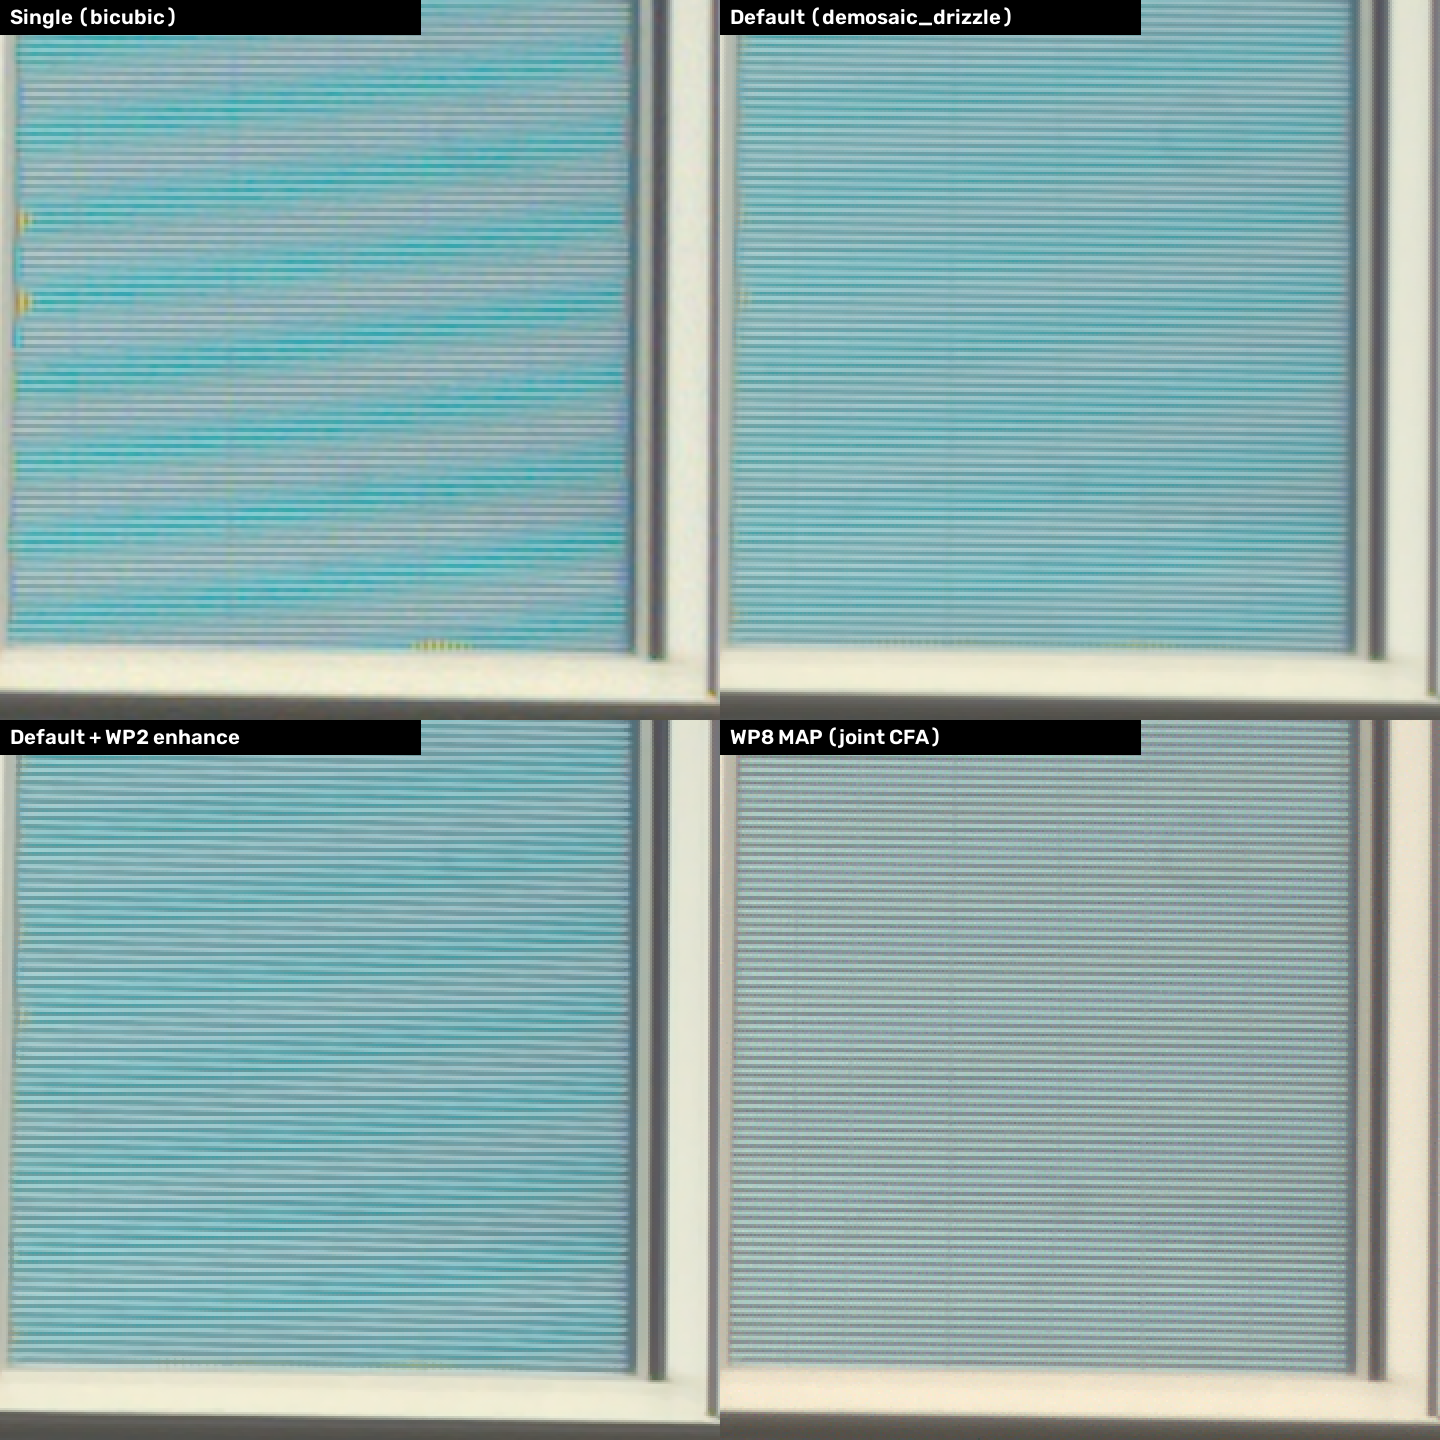 Single (bicubic)
Default (demosaic_drizzle)
Default + WP2 enhance
WP8 MAP (joint CFA)